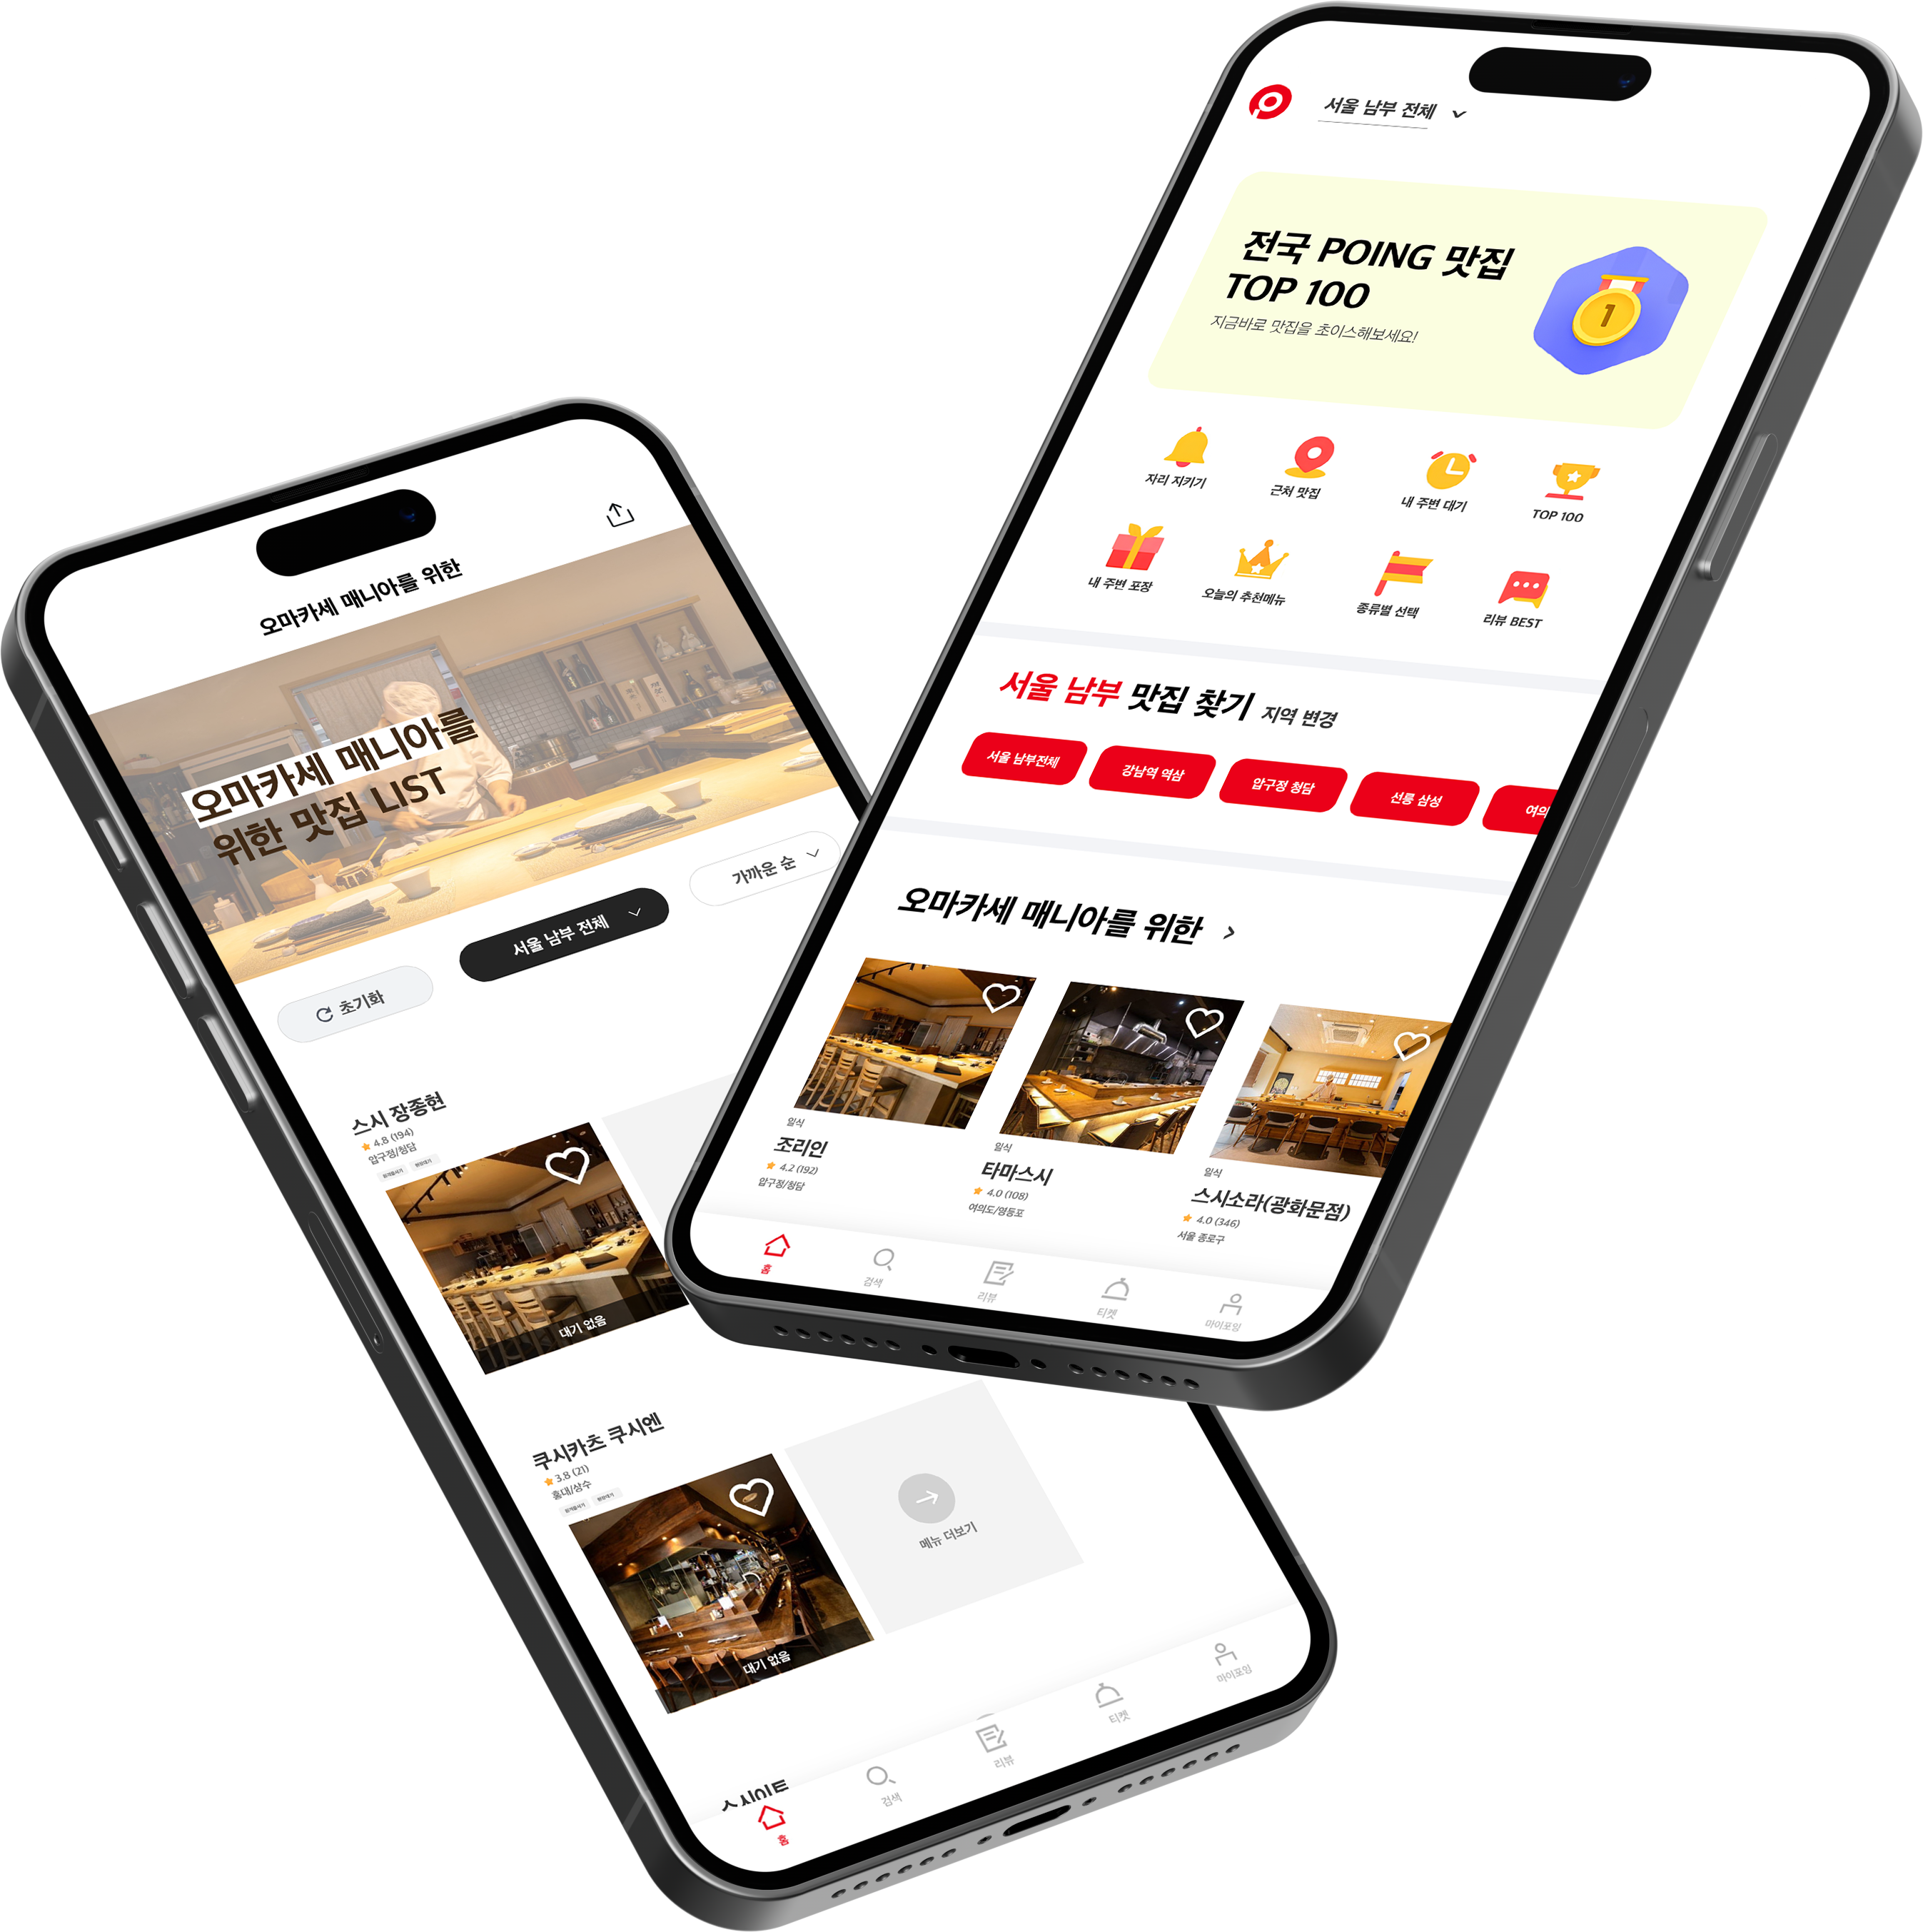 오마카세 매니아를 위한
오마카세 매니아를
위한 맛집 LIST
초기화
서울 남부 전체
가까운 순
스시 장종현
4.8 (194)
압구정/청담
대기 없음
쿠시카츠 쿠시엔
3.8 (21)
홍대/상수
대기 없음
메뉴 더보기
스시이토
홈
검색
리뷰
티켓
마이포잉
서울 남부 전체
전국 POING 맛집
TOP 100
지금바로 맛집을 초이스해보세요!
자리 지키기
근처 맛집
내 주변 대기
TOP 100
내 주변 포장
오늘의 추천메뉴
종류별 선택
리뷰 BEST
서울 남부 맛집 찾기 지역 변경
서울 남부전체
강남역 역삼
압구정 청담
선릉 삼성
여의
오마카세 매니아를 위한
일식
조리인
4.2 (192)
압구정/청담
일식
타마스시
4.0 (108)
여의도/영등포
일식
스시소라(광화문점)
4.0 (346)
서울 종로구
홈
검색
리뷰
티켓
마이포잉